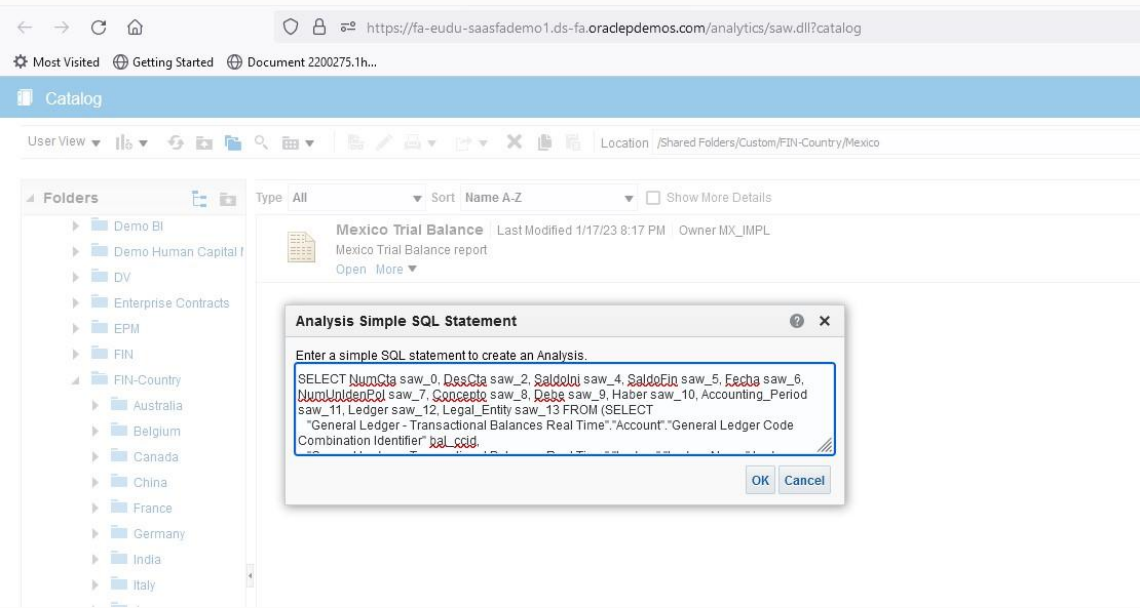 https://fa-eudu-saasfademo1.ds-fa.oraclepdemos.com/analytics/saw.dll?catalog
Most Visited Getting Started Document 2200275.1h...
Catalog
User View Location /Shared Folders/Custom/FIN-Country/Mexico
Folders Type All Sort Name A-Z Show More Details
Demo BI
Mexico Trial Balance Last Modified 1/17/23 8:17 PM Owner MX_IMPL
Demo Human Capital
Mexico Trial Balance report
Open More
DV
Enterprise Contracts
EPM
Analysis Simple SQL Statement
FIN
Enter a simple SQL statement to create an Analysis.
FIN-Country
SELECT NumCta saw_0, DesCta saw_2, SaldoIni saw_4, SaldoFin saw_5, Fecha saw_6,
NumUnIdenPol saw_7, Concepto saw_8, Debe saw_9, Haber saw_10, Accounting_Period
Australia
saw_11, Ledger saw_12, Legal_Entity saw_13 FROM (SELECT
"General Ledger - Transactional Balances Real Time"."Account"."General Ledger Code
Belgium
Combination Identifier" bal_ccid,
Canada
China
OK Cancel
France
Germany
India
Italy